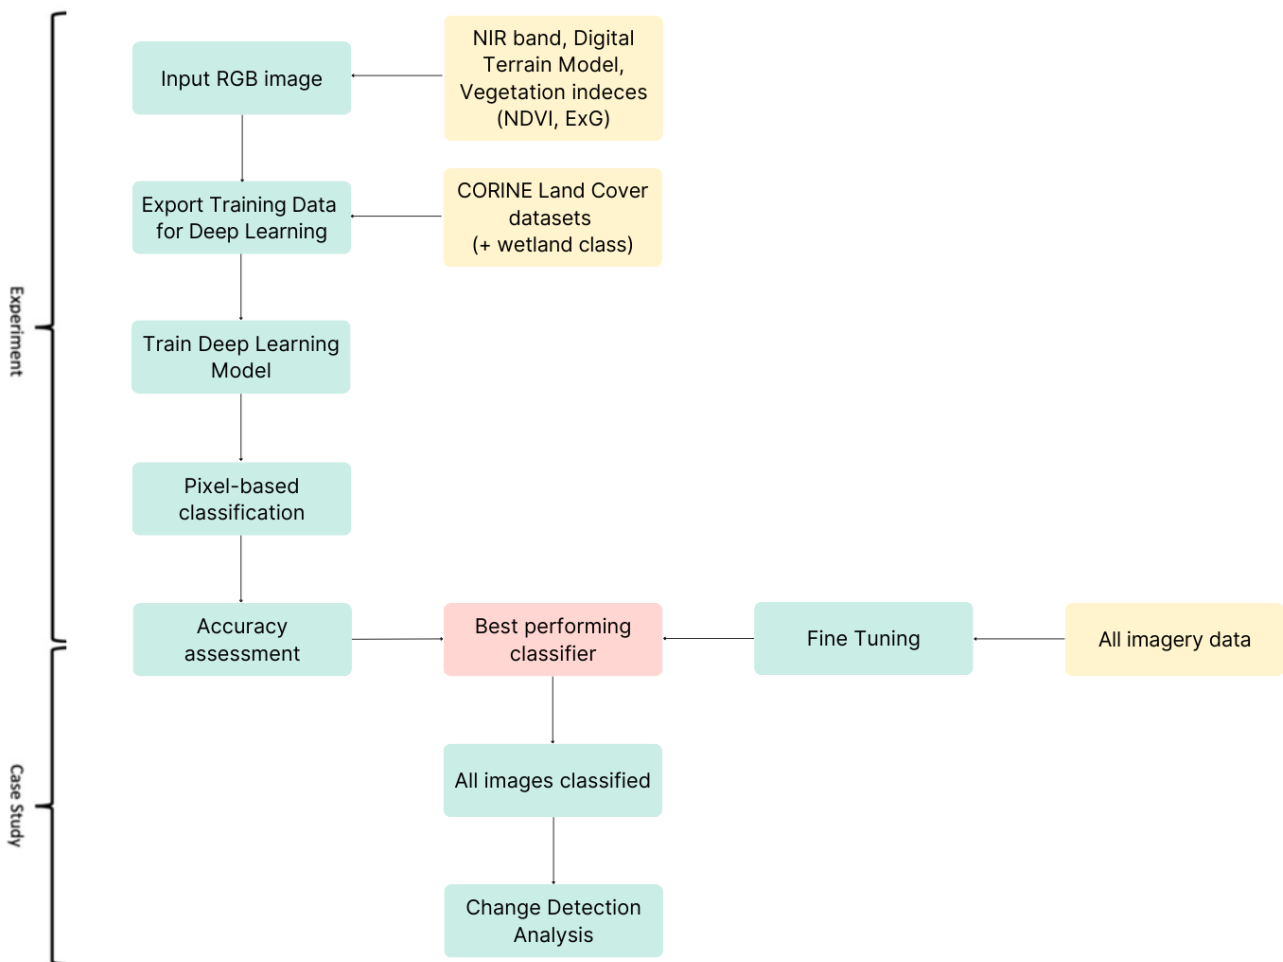 Input RGB image
NIR band, Digital
Terrain Model,
Vegetation indeces
(NDVI, ExG)
Export Training Data
for Deep Learning
CORINE Land Cover
datasets
(+ wetland class)
Experiment
Train Deep Learning
Model
Pixel-based
classification
Accuracy
assessment
Best performing
classifier
Fine Tuning
All imagery data
Case Study
All images classified
Change Detection
Analysis